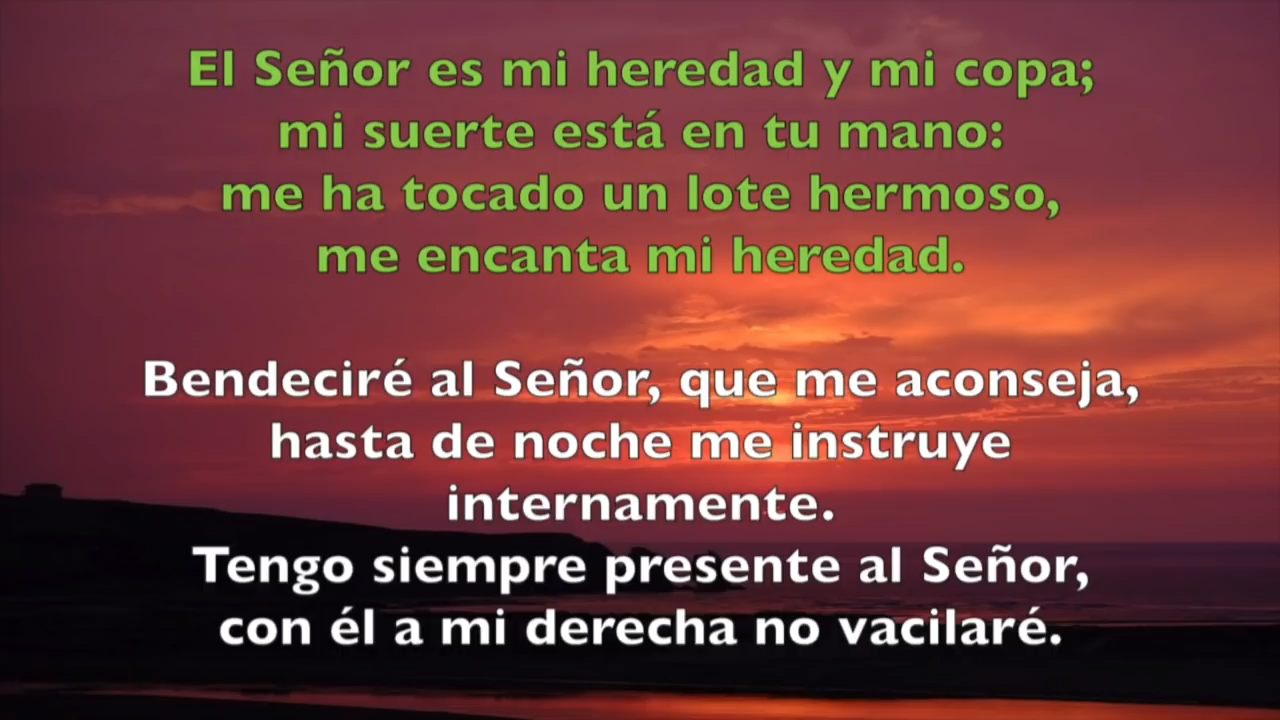 El Señor es mi heredad y mi copa;
mi suerte está en tu mano:
me ha tocado un lote hermoso,
me encanta mi heredad.
Bendeciré al Señor, que me aconseja,
hasta de noche me instruye
internamente.
Tengo siempre presente al Señor,
con él a mi derecha no vacilaré.